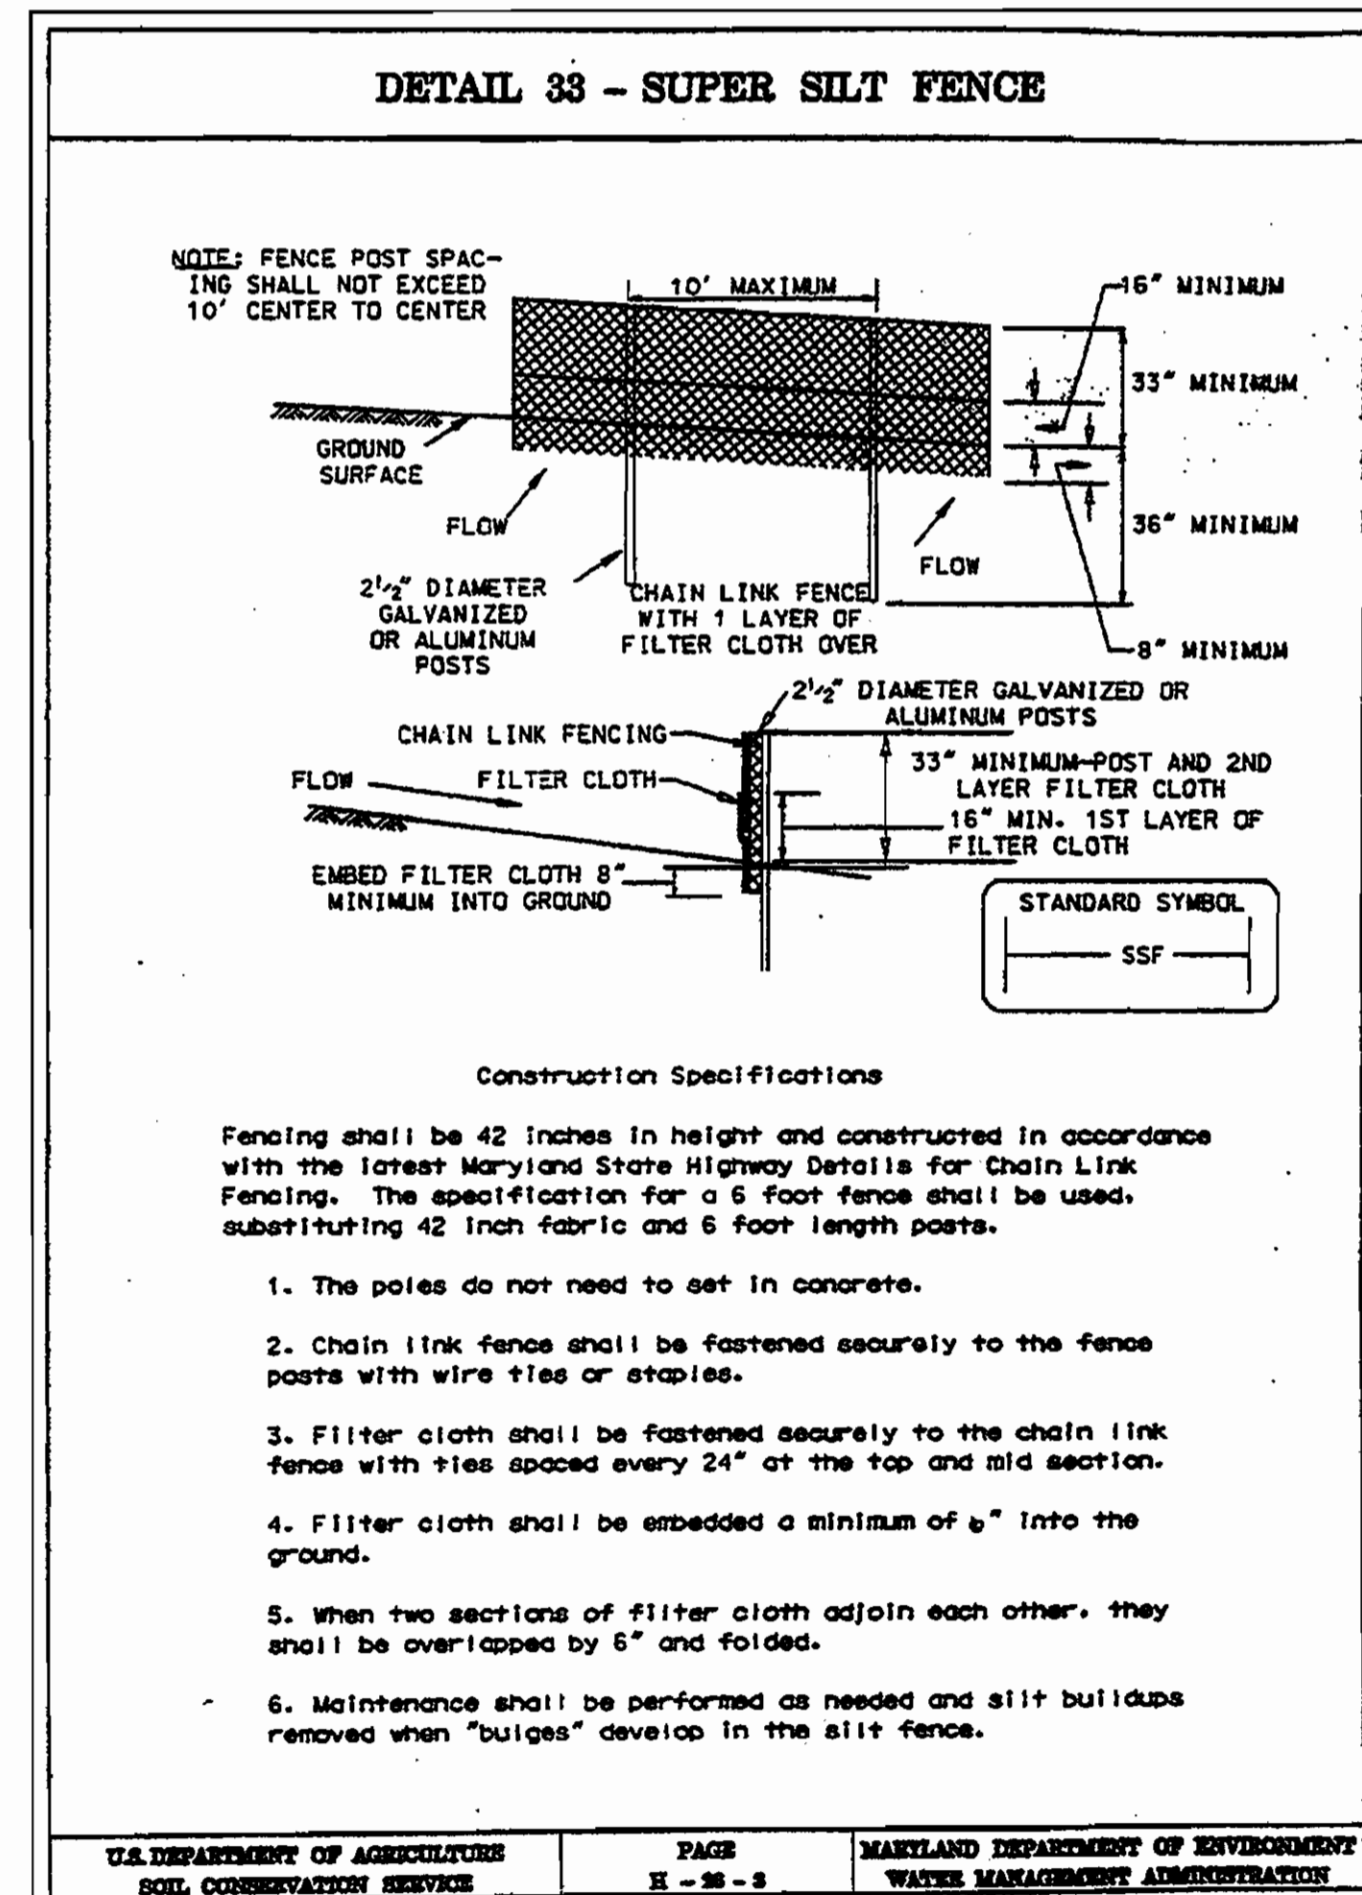 DETAIL 33 - SUPER SILT FENCE
NOTE: FENCE POST SPAC-
ING SHALL NOT EXCEED
10' CENTER TO CENTER
10' MAXIMUM
16" MINIMUM
33" MINIMUM
GROUND
SURFACE
FLOW
36" MINIMUM
FLOW
2 1/2" DIAMETER
GALVANIZED
OR ALUMINUM
POSTS
CHAIN LINK FENCE
WITH 1 LAYER OF
FILTER CLOTH OVER
8" MINIMUM
2 1/2" DIAMETER GALVANIZED OR
ALUMINUM POSTS
CHAIN LINK FENCING
FLOW
FILTER CLOTH
33" MINIMUM-POST AND 2ND
LAYER FILTER CLOTH
16" MIN. 1ST LAYER OF
FILTER CLOTH
EMBED FILTER CLOTH 8"
MINIMUM INTO GROUND
STANDARD SYMBOL
SSF
Construction Specifications
Fencing shall be 42 inches in height and constructed in accordance
with the latest Maryland State Highway Details for Chain Link
Fencing. The specification for a 6 foot fence shall be used,
substituting 42 inch fabric and 6 foot length posts.
1. The poles do not need to set in concrete.
2. Chain link fence shall be fastened securely to the fence
posts with wire ties or staples.
3. Filter cloth shall be fastened securely to the chain link
fence with ties spaced every 24" at the top and mid section.
4. Filter cloth shall be embedded a minimum of " into the
ground.
5. When two sections of filter cloth adjoin each other, they
shall be overlapped by 6" and folded.
6. Maintenance shall be performed as needed and silt buildups
removed when "bulges" develop in the silt fence.
U.S. DEPARTMENT OF AGRICULTURE
SOIL CONSERVATION SERVICE
PAGE
H - 26 - 3
MARYLAND DEPARTMENT OF ENVIRONMENT
WATER MANAGEMENT ADMINISTRATION